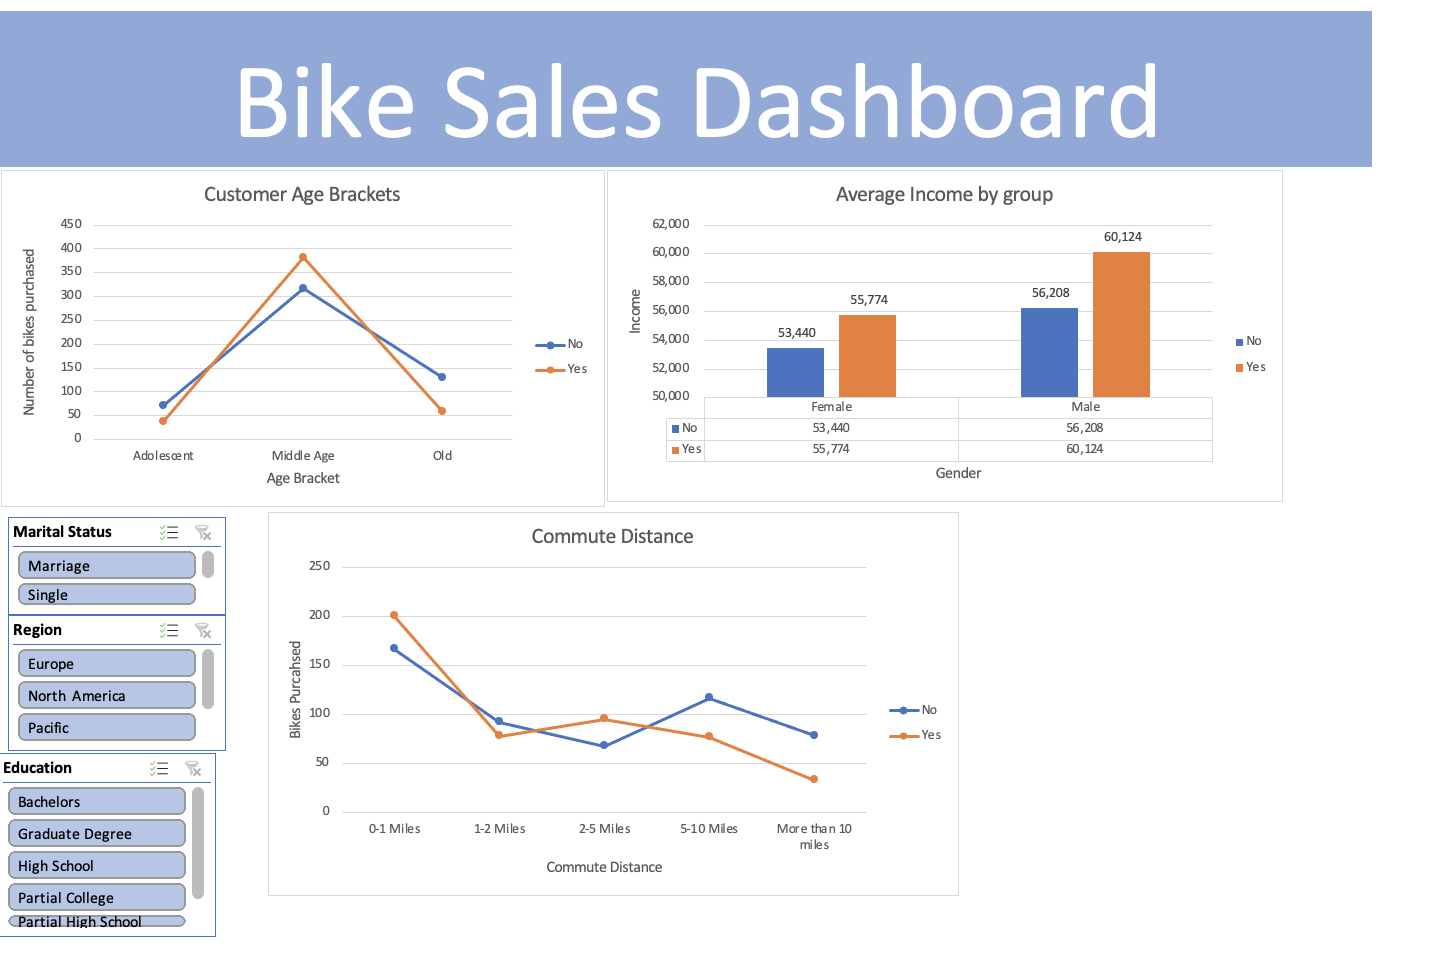 Bike Sales Dashboard
Customer Age Brackets
Number of bikes purchased
450
400
350
300
250
200
150
100
50
0
Adolescent Middle Age Old
Age Bracket
No
Yes
Average Income by group
Income
62,000
60,000
58,000
56,000
54,000
52,000
50,000
53,440
55,774
56,208
60,124
Female Male
No 53,440 56,208
Yes 55,774 60,124
Gender
No
Yes
Marital Status
Marriage
Single
Region
Europe
North America
Pacific
Education
Bachelors
Graduate Degree
High School
Partial College
Partial High School
Commute Distance
Bikes Purcahsed
250
200
150
100
50
0
0-1 Miles 1-2 Miles 2-5 Miles 5-10 Miles More than 10
miles
Commute Distance
No
Yes